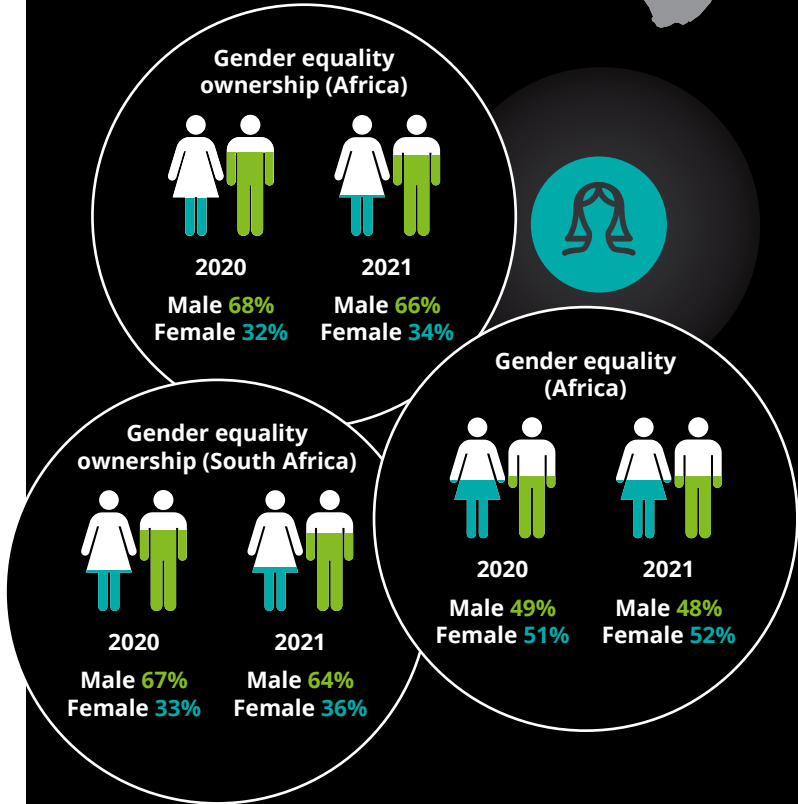 Gender equality
ownership (Africa)
2020
2021
Male 68%
Female 32%
Male 66%
Female 34%
Gender equality
(Africa)
2020
2021
Male 49%
Female 51%
Male 48%
Female 52%
Gender equality
ownership (South Africa)
2020
2021
Male 67%
Female 33%
Male 64%
Female 36%